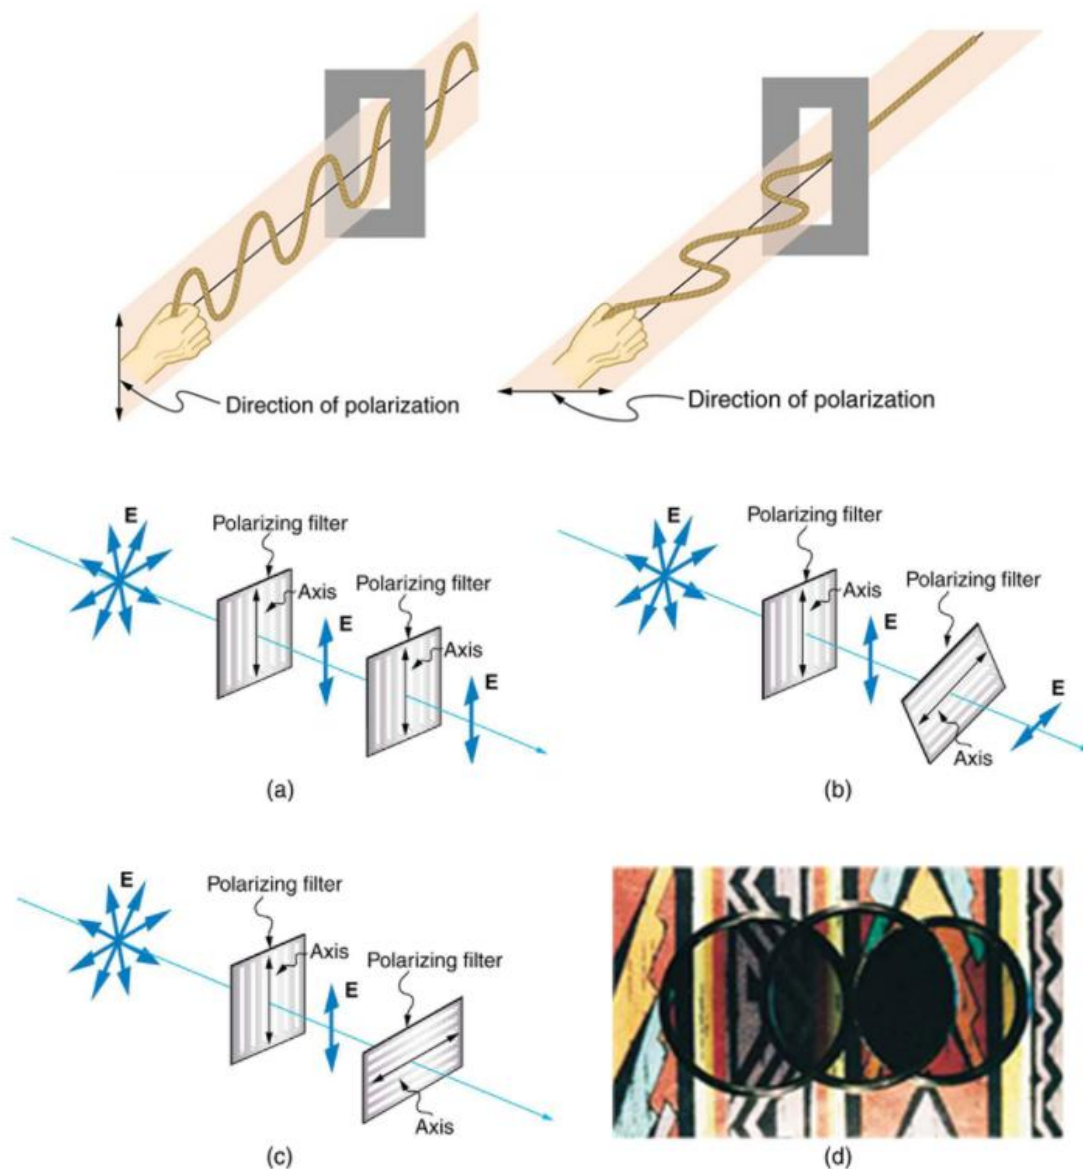 Direction of polarization
Direction of polarization
E
Polarizing filter
Axis
Polarizing filter
E
Axis
E
(a)
E
Polarizing filter
Axis
Polarizing filter
E
E
Axis
(b)
E
Polarizing filter
Axis
Polarizing filter
E
Axis
(c)
(d)